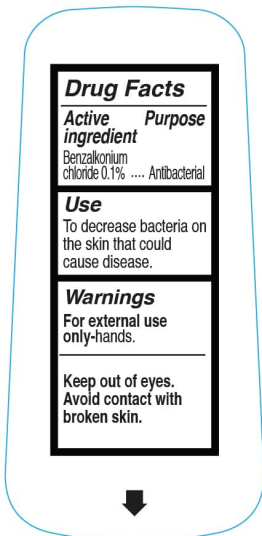 Drug Facts
Active Purpose
ingredient
Benzalkonium
chloride 0.1% .... Antibacterial
Use
To decrease bacteria on
the skin that could
cause disease.
Warnings
For external use
only-hands.
Keep out of eyes.
Avoid contact with
broken skin.